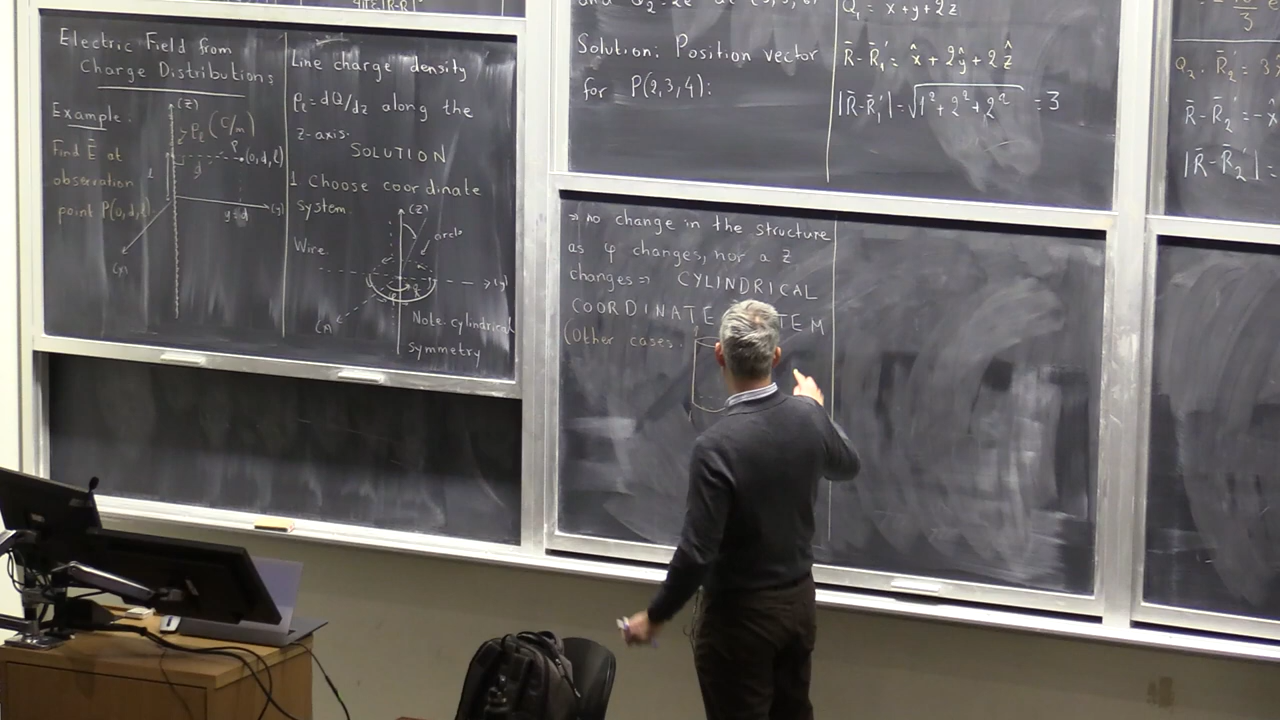 Electric Field from
Charge Distributions
Example:
Find E̅ at
observation
point P(0,d,l)
(z)
ρℓ (C/m)
P
(0,d,l)
d
l
y=d
(y)
(x)
Line charge density
ρℓ=dQ/dz along the
z-axis.
SOLUTION
1. Choose coordinate
system.
Wire
(z)
(y)
(x)
Note: cylindrical
symmetry
Solution: Position vector
for P(2,3,4):
Q₁ = x+y+2z
R̅-R̅₁' = x̂ + 2ŷ + 2ẑ
|R̅-R̅₁'| = √1²+2²+2² = 3
3
R̅₂' = 3
R̅-R̅₂' = -x
|R̅-R̅₂'| =
⇒ no change in the structure
as φ changes, nor a z
changes ⇒ CYLINDRICAL
COORDINATE TEM
(Other cases: